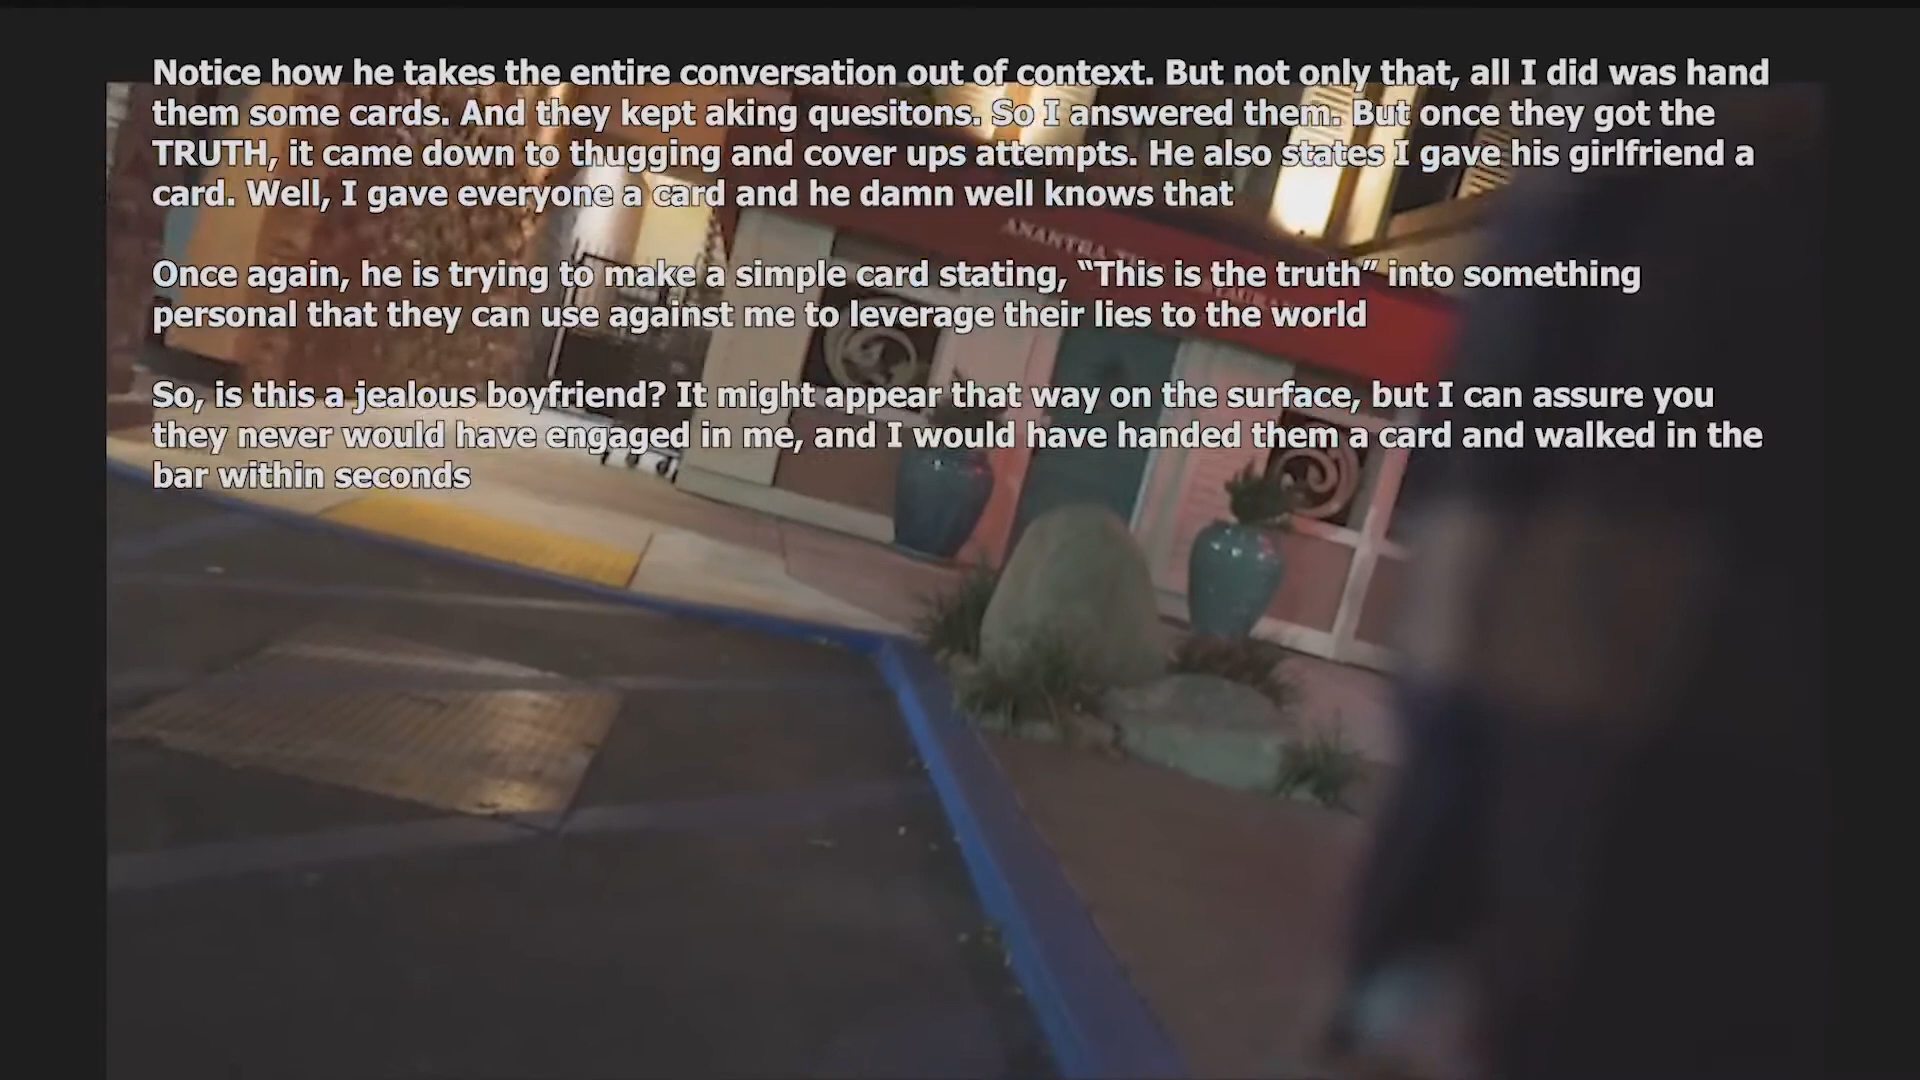 Notice how he takes the entire conversation out of context. But not only that, all I did was hand
them some cards. And they kept aking quesitons. So I answered them. But once they got the
TRUTH, it came down to thugging and cover ups attempts. He also states I gave his girlfriend a
card. Well, I gave everyone a card and he damn well knows that
Once again, he is trying to make a simple card stating, “This is the truth” into something
personal that they can use against me to leverage their lies to the world
So, is this a jealous boyfriend? It might appear that way on the surface, but I can assure you
they never would have engaged in me, and I would have handed them a card and walked in the
bar within seconds
ANANTRA